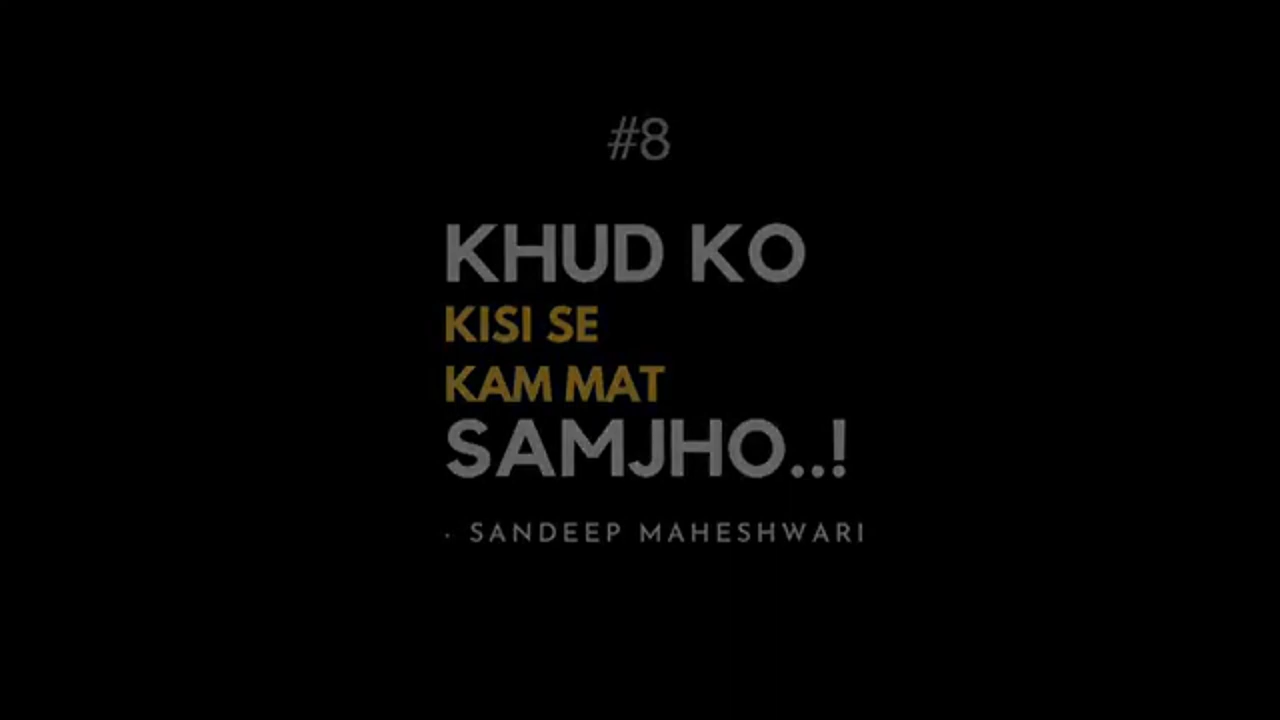 #8
KHUD KO
KISI SE
KAM MAT
SAMJHO..!
- SANDEEP MAHESHWARI